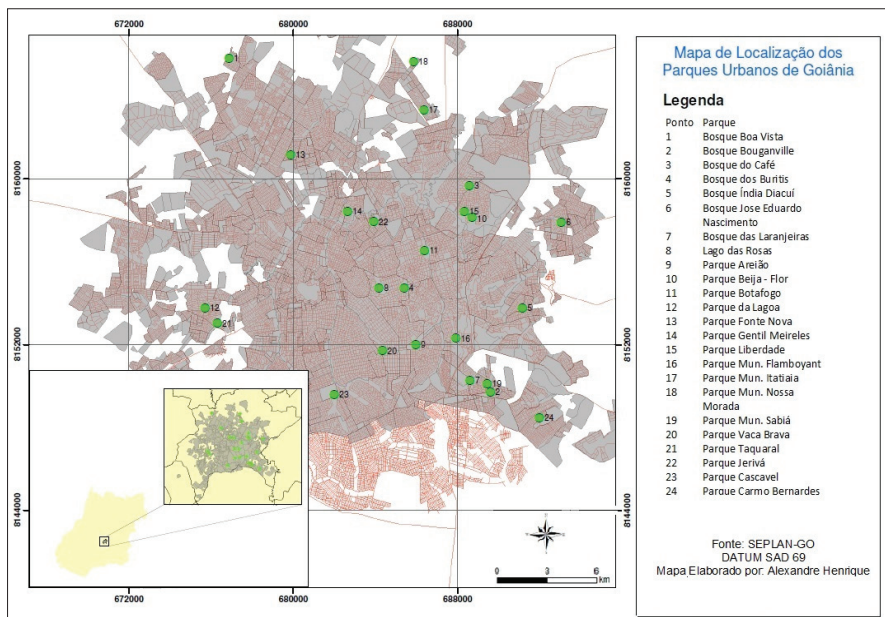 672000 680000 688000
1
18
17
13
8160000 8160000
3
14 15
22 10 6
11
8 4
12 5
21
16
8152000 9 8152000
20
7 19
2
23
24
8144000 8144000
0 3 6
km
672000 680000 688000
Mapa de Localização dos
Parques Urbanos de Goiânia
Legenda
Ponto Parque
1 Bosque Boa Vista
2 Bosque Bouganville
3 Bosque do Café
4 Bosque dos Buritis
5 Bosque Índia Diacuí
6 Bosque Jose Eduardo
Nascimento
7 Bosque das Laranjeiras
8 Lago das Rosas
9 Parque Areião
10 Parque Beija - Flor
11 Parque Botafogo
12 Parque da Lagoa
13 Parque Fonte Nova
14 Parque Gentil Meireles
15 Parque Liberdade
16 Parque Mun. Flamboyant
17 Parque Mun. Itatiaia
18 Parque Mun. Nossa
Morada
19 Parque Mun. Sabiá
20 Parque Vaca Brava
21 Parque Taquaral
22 Parque Jerivá
23 Parque Cascavel
24 Parque Carmo Bernardes
Fonte: SEPLAN-GO
DATUM SAD 69
Mapa Elaborado por: Alexandre Henrique